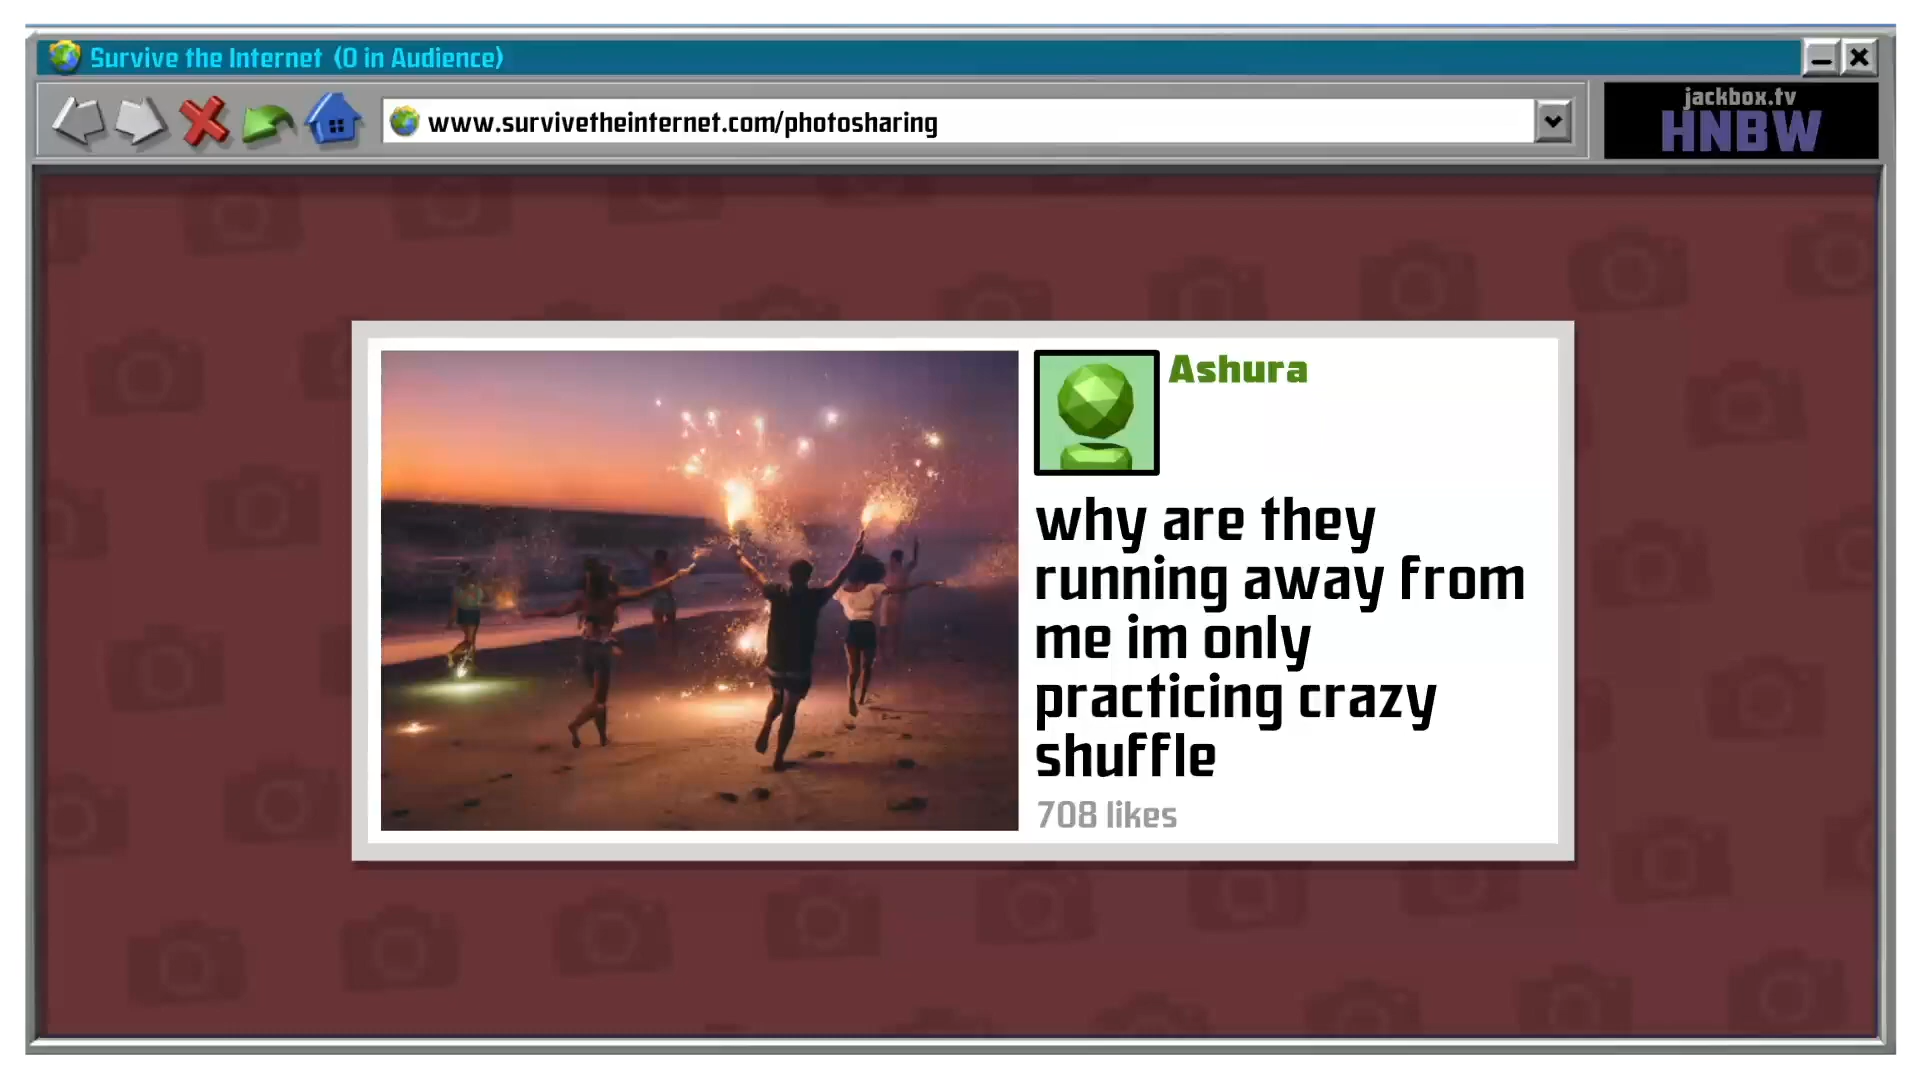 Survive the Internet (0 in Audience)
www.survivetheinternet.com/photosharing
jackbox.tv
HNBW
Ashura
why are they
running away from
me im only
practicing crazy
shuffle
708 likes